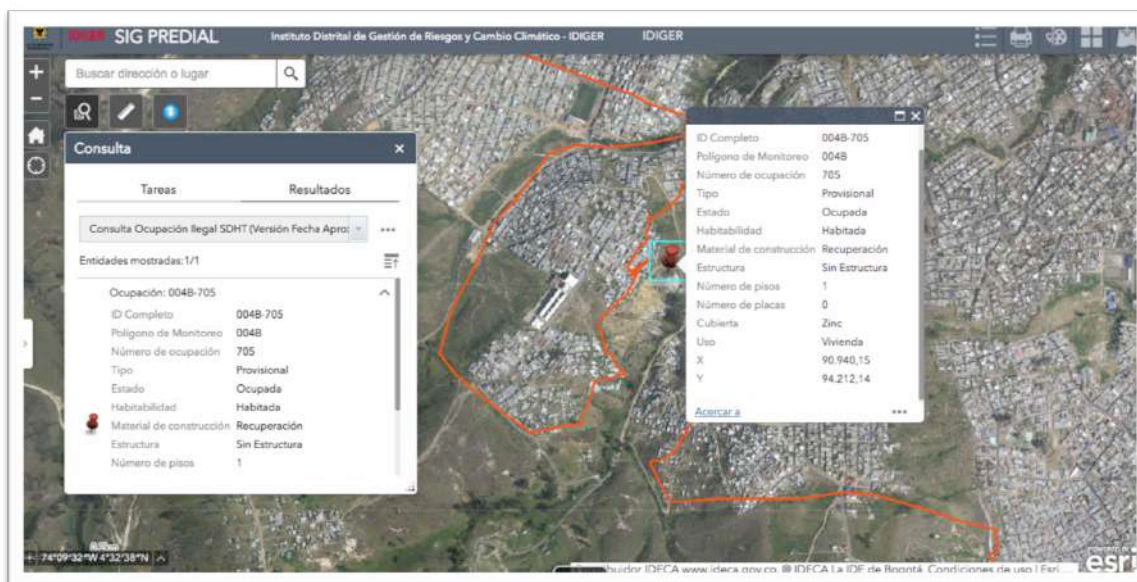 IDIGER SIG PREDIAL Instituto Distrital de Gestión de Riesgos y Cambio Climático - IDIGER IDIGER
Buscar dirección o lugar
Consulta
Tareas Resultados
Consulta Ocupación Ilegal SDHT (Versión Fecha Apro:
Entidades mostradas:1/1
Ocupación: 004B-705
ID Completo 004B-705
Polígono de Monitoreo 004B
Número de ocupación 705
Tipo Provisional
Estado Ocupada
Habitabilidad Habitada
Material de construcción Recuperación
Estructura Sin Estructura
Número de pisos 1
ID Completo 004B-705
Polígono de Monitoreo 004B
Número de ocupación 705
Tipo Provisional
Estado Ocupada
Habitabilidad Habitada
Material de construcción Recuperación
Estructura Sin Estructura
Número de pisos 1
Número de placas 0
Cubierta Zinc
Uso Vivienda
X 90.940,15
Y 94.212,14
Acercar a
74°09'32"W 4°32'38"N
IDECA www.ideca.gov.co, © IDECA La IDE de Bogotá. Condiciones de uso | Esri
POWERED BY
esri